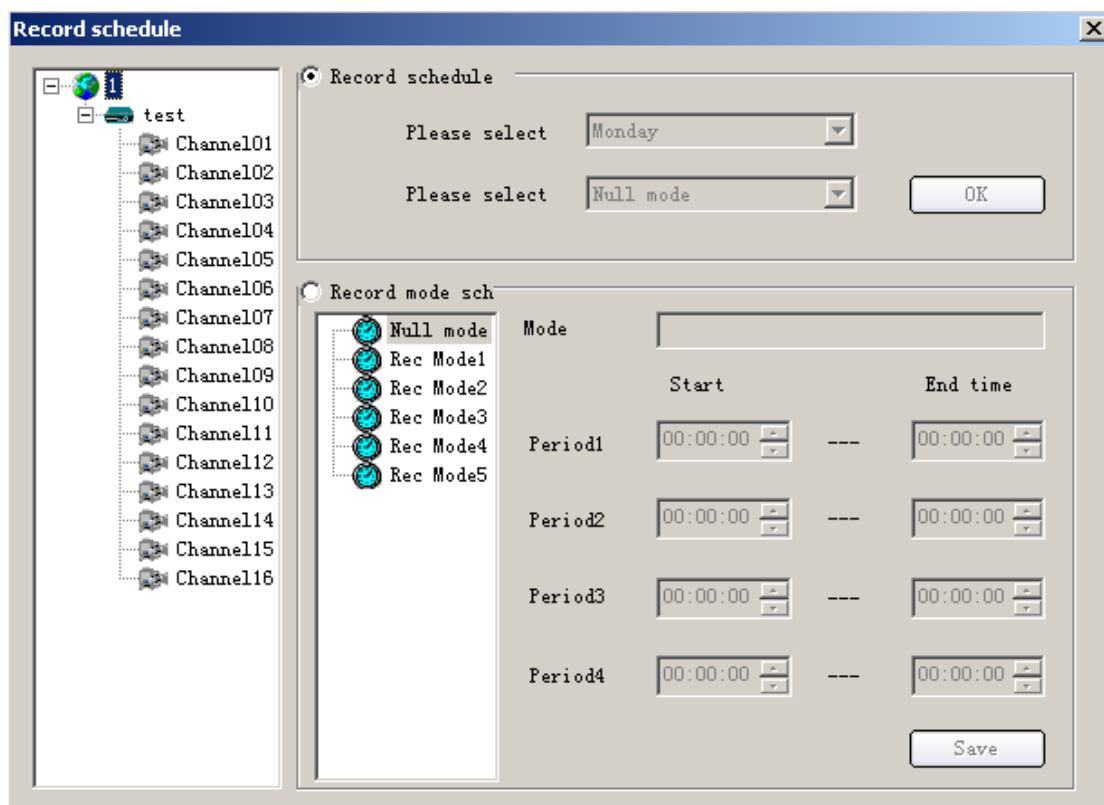 Record schedule
1
test
Channel01
Channel02
Channel03
Channel04
Channel05
Channel06
Channel07
Channel08
Channel09
Channel10
Channel11
Channel12
Channel13
Channel14
Channel15
Channel16
Record schedule
Please select Monday
Please select Null mode OK
Record mode sch
Null mode
Rec Mode1
Rec Mode2
Rec Mode3
Rec Mode4
Rec Mode5
Mode
Start End time
Period1 00:00:00 --- 00:00:00
Period2 00:00:00 --- 00:00:00
Period3 00:00:00 --- 00:00:00
Period4 00:00:00 --- 00:00:00
Save